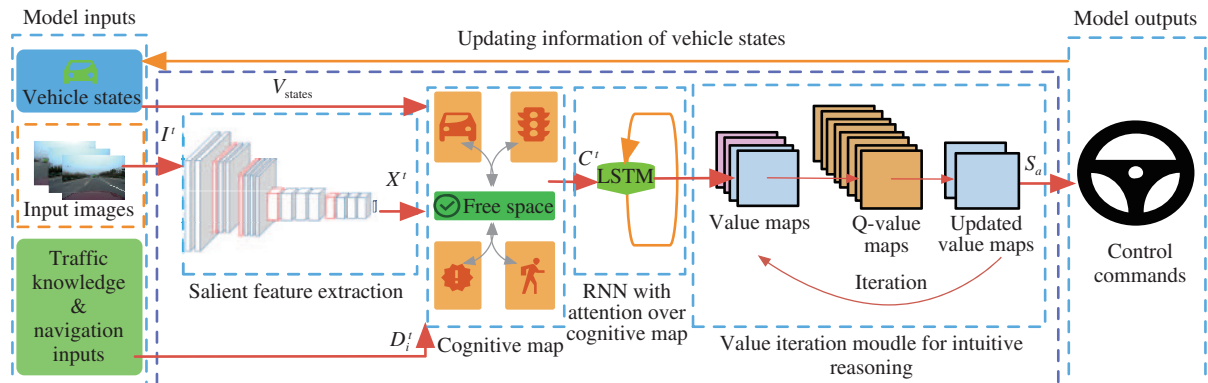 Model inputs
Model outputs
Updating information of vehicle states
Vehicle states
V_states
Input images
I^t
Traffic
knowledge
&
navigation
inputs
D_i^t
Salient feature extraction
X^t
Free space
Cognitive map
C^t
LSTM
RNN with
attention over
cognitive map
Value maps
Q-value
maps
Updated
value maps
Iteration
Value iteration moudle for intuitive
reasoning
S_a
Control
commands